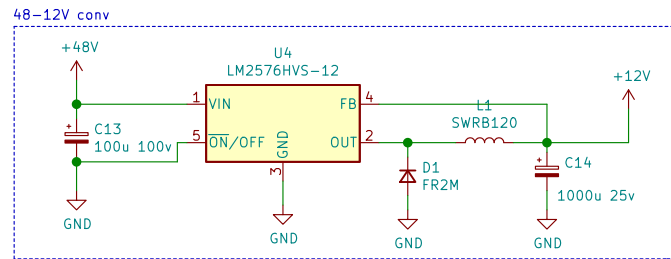 48-12V conv
+48V
U4
LM2576HVS-12
+12V
1
VIN
FB
4
L1
SWRB120
C13
100u 100v
5
ON/OFF
GND
OUT
2
3
D1
FR2M
C14
1000u 25v
GND
GND
GND
GND